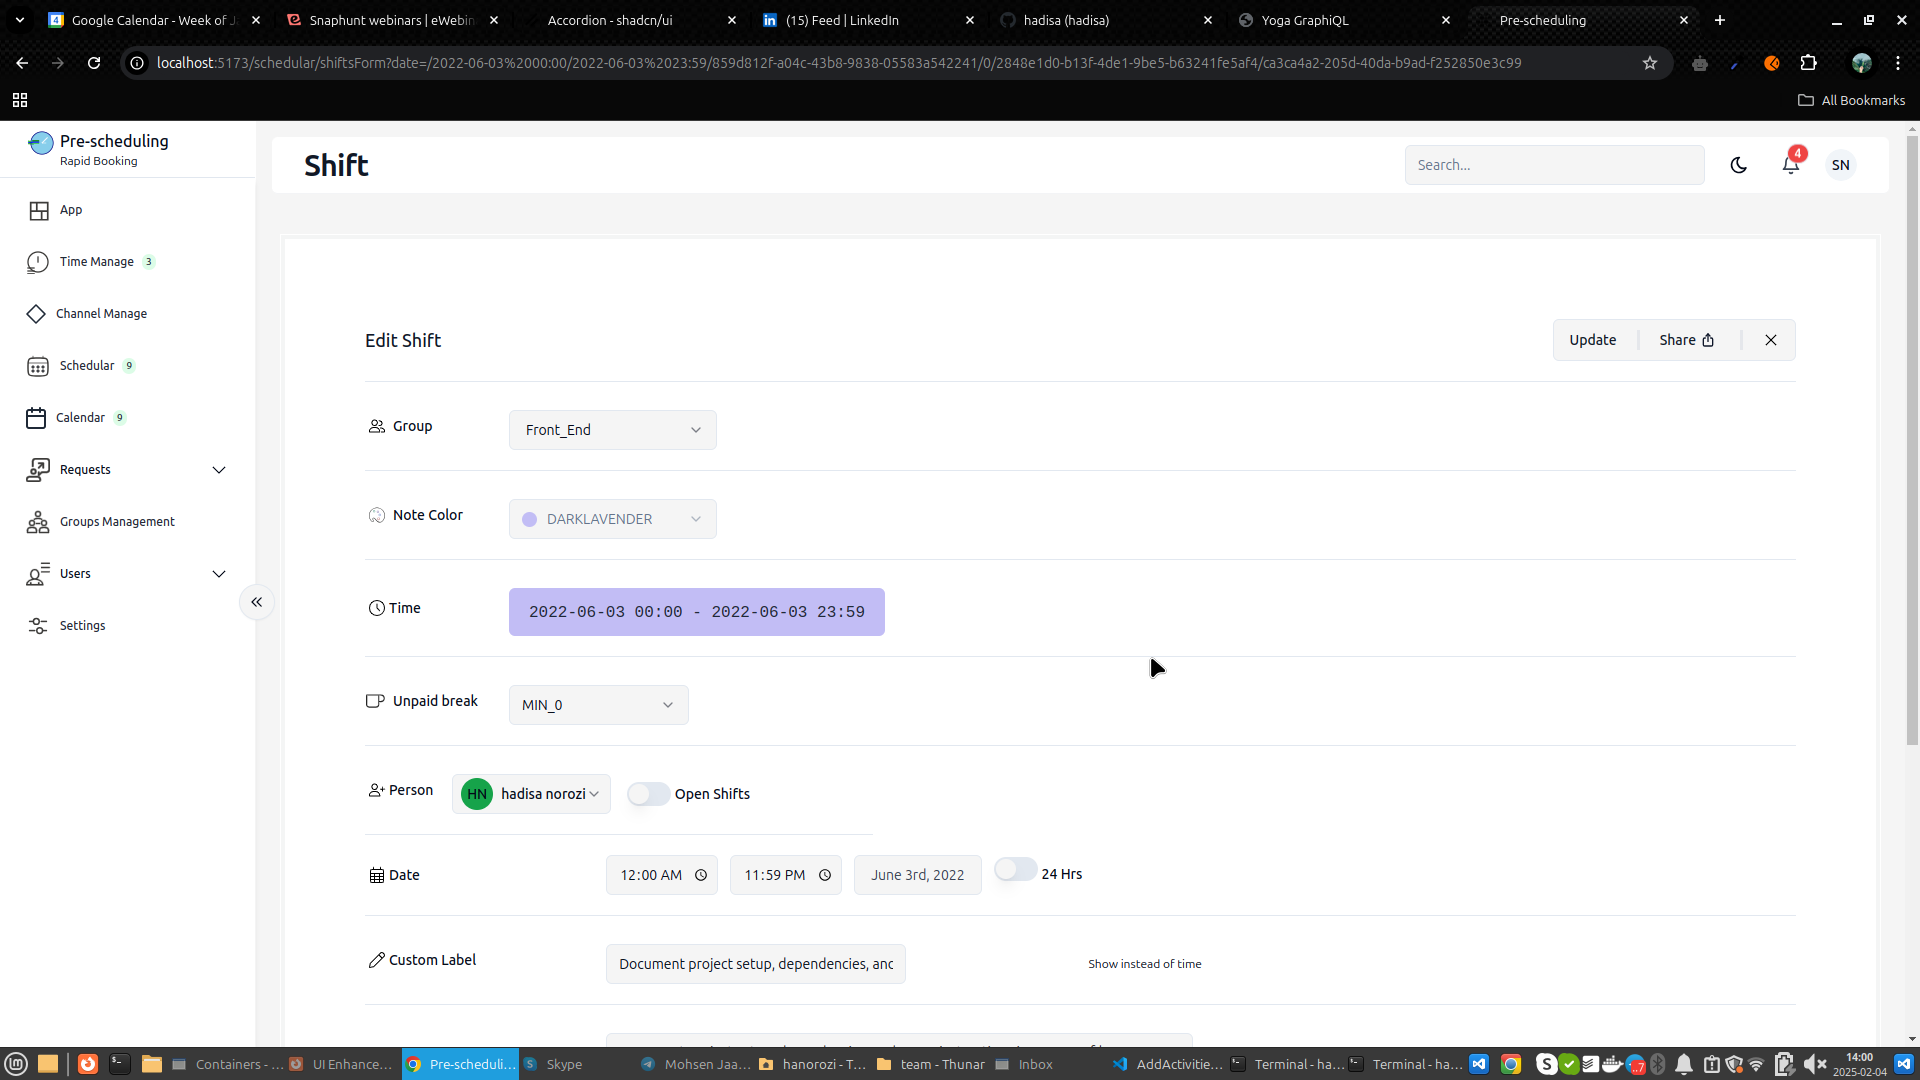 Google Calendar - Week of J
Snaphunt webinars | eWebin
Accordion - shadcn/ui
(15) Feed | LinkedIn
hadisa (hadisa)
Yoga GraphiQL
Pre-scheduling
localhost:5173/schedular/shiftsForm?date=/2022-06-03%2000:00/2022-06-03%2023:59/859d812f-a04c-43b8-9838-05583a542241/0/2848e1d0-b13f-4de1-9be5-b63241fe5af4/ca3ca4a2-205d-40da-b9ad-f252850e3c99
All Bookmarks
Pre-scheduling
Rapid Booking
App
Time Manage 3
Channel Manage
Schedular 9
Calendar 9
Requests
Groups Management
Users
Settings
Shift
Search...
4
SN
Edit Shift
Update
Share
Group
Front_End
Note Color
DARKLAVENDER
Time
2022-06-03 00:00 - 2022-06-03 23:59
Unpaid break
MIN_0
Person
HN hadisa norozi
Open Shifts
Date
12:00 AM
11:59 PM
June 3rd, 2022
24 Hrs
Custom Label
Document project setup, dependencies, and
Show instead of time
Containers - ...
UI Enhance...
Pre-scheduli...
Skype
Mohsen Jaa...
hanorozi - T...
team - Thunar
Inbox
AddActivitie...
Terminal - ha...
Terminal - ha...
14:00
2025-02-04